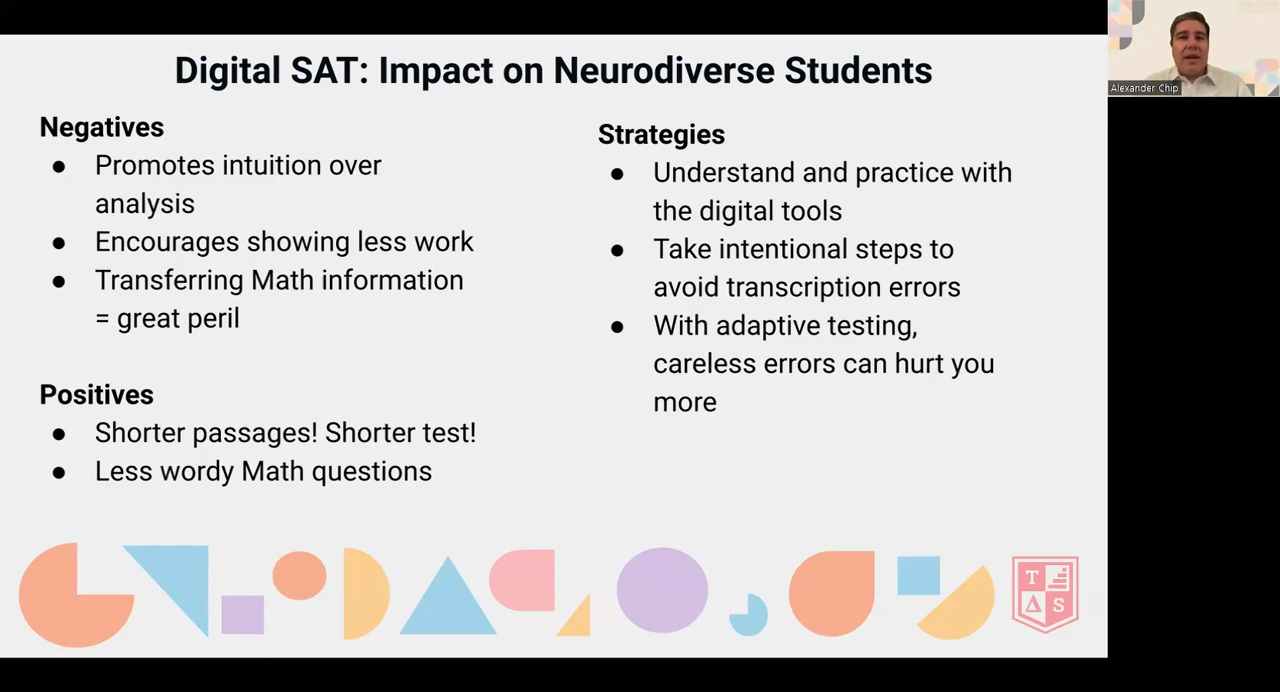 Digital SAT: Impact on Neurodiverse Students
Negatives
● Promotes intuition over
analysis
● Encourages showing less work
● Transferring Math information
= great peril
Positives
● Shorter passages! Shorter test!
● Less wordy Math questions
Strategies
● Understand and practice with
the digital tools
● Take intentional steps to
avoid transcription errors
● With adaptive testing,
careless errors can hurt you
more
T
Δ S
Alexander Chip